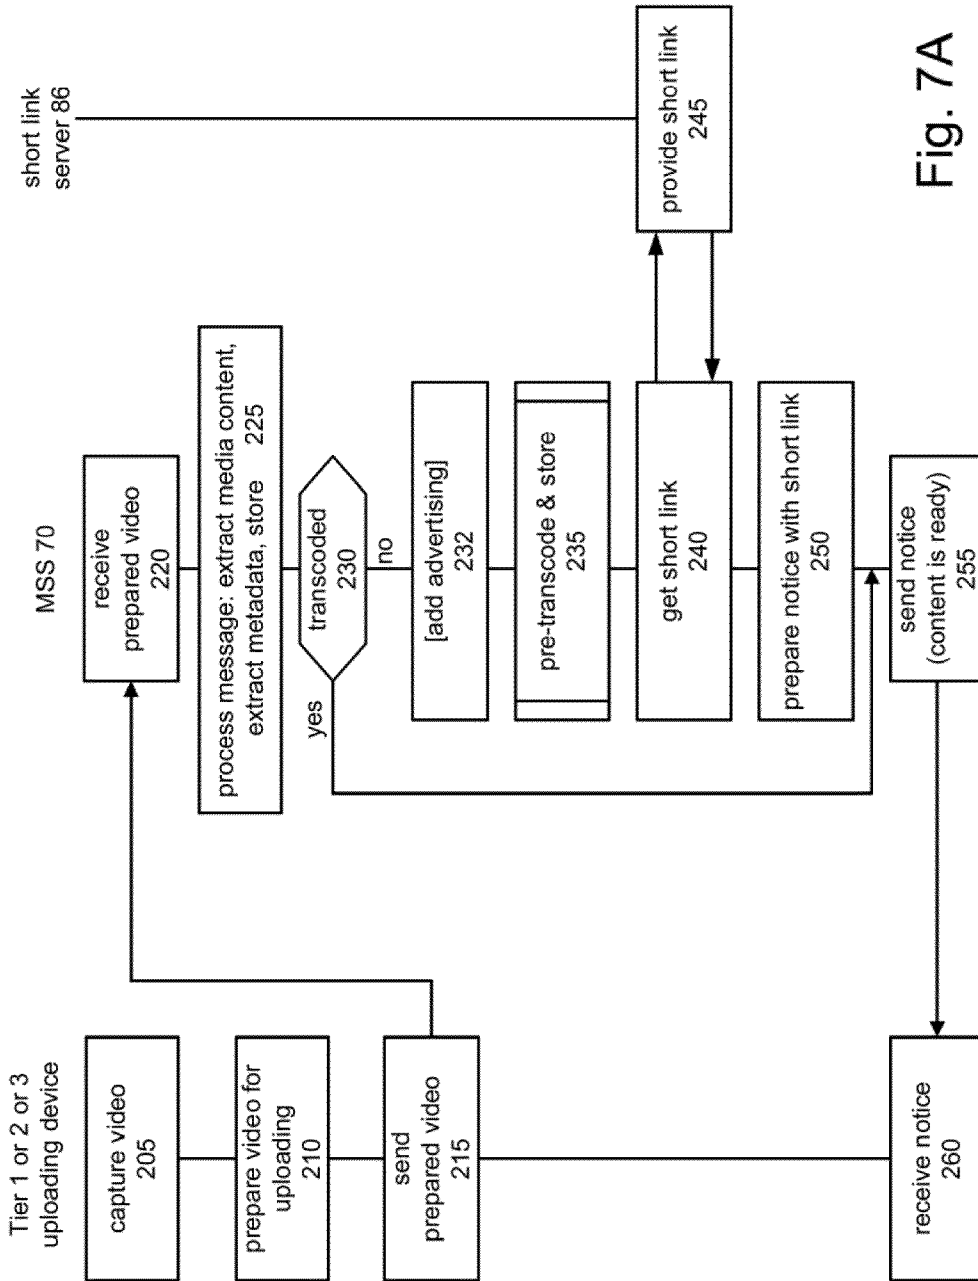 Tier 1 or 2 or 3
uploading device
capture video
205
prepare video for
uploading
210
send
prepared video
215
receive notice
260
MSS 70
receive
prepared video
220
process message: extract media content,
extract metadata, store 225
transcoded
230
yes
no
[add advertising]
232
pre-transcode & store
235
get short link
240
prepare notice with short link
250
send notice
(content is ready)
255
short link
server 86
provide short link
245
Fig. 7A